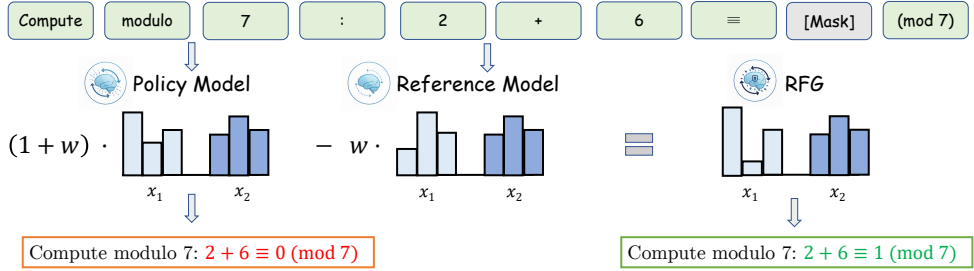 Compute modulo 7 : 2 + 6 ≡ [Mask] (mod 7)
Policy Model Reference Model RFG
(1 + w) · − w · =
x₁ x₂ x₁ x₂ x₁ x₂
Compute modulo 7: 2 + 6 ≡ 0 (mod 7) Compute modulo 7: 2 + 6 ≡ 1 (mod 7)